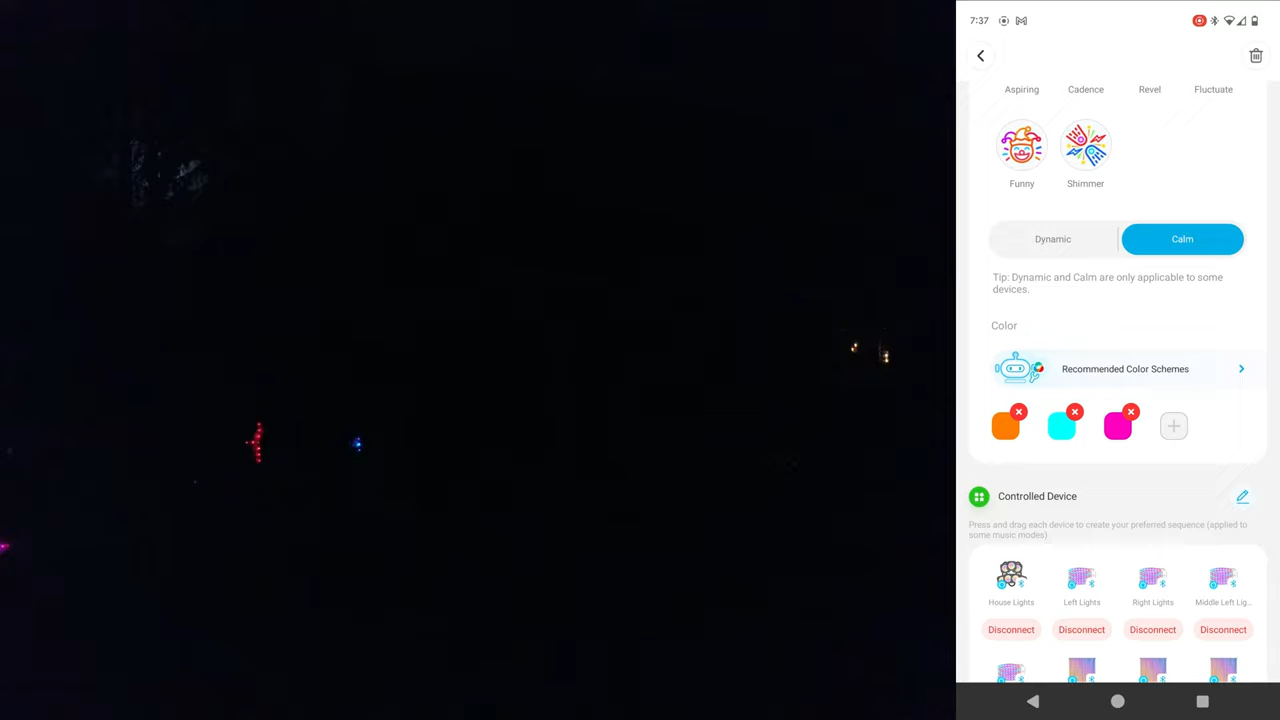 7:37
Aspiring Cadence Revel Fluctuate
Funny Shimmer
Dynamic Calm
Tip: Dynamic and Calm are only applicable to some
devices.
Color
Recommended Color Schemes
Controlled Device
Press and drag each device to create your preferred sequence (applied to
some music modes)
House Lights Left Lights Right Lights Middle Left Lig...
Disconnect Disconnect Disconnect Disconnect